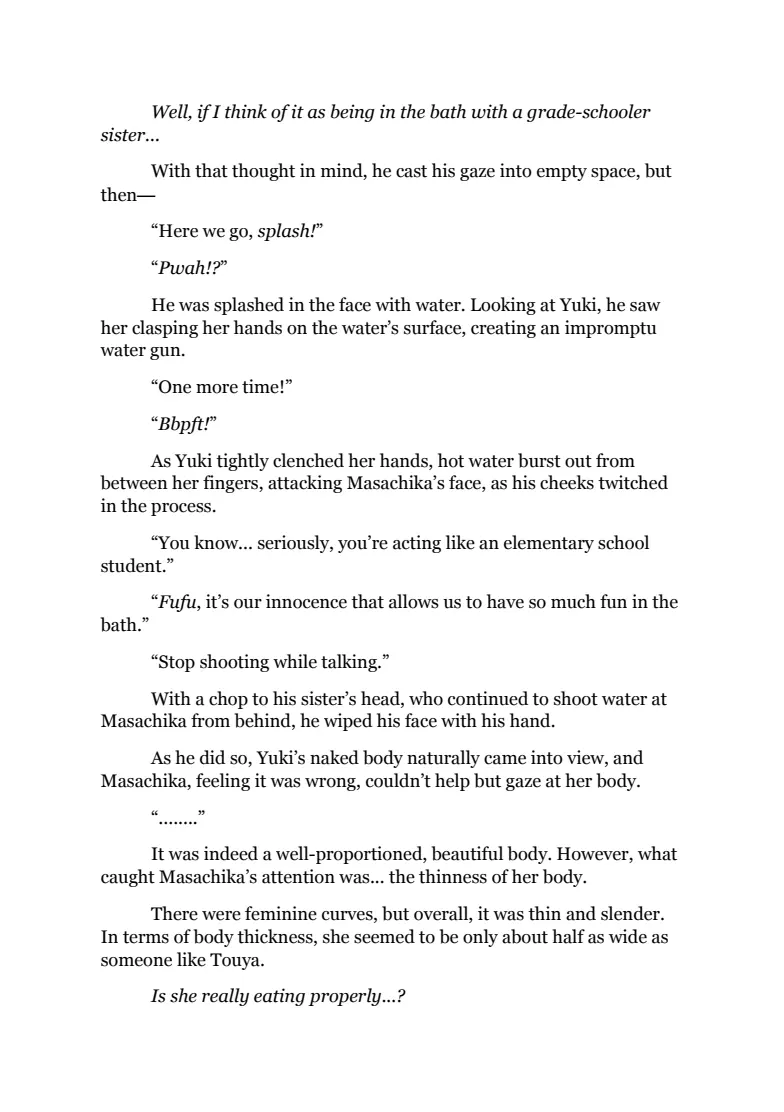 Well, if I think of it as being in the bath with a grade-schooler
sister...
With that thought in mind, he cast his gaze into empty space, but
then—
“Here we go, splash!”
“Pwah!?”
He was splashed in the face with water. Looking at Yuki, he saw
her clasping her hands on the water’s surface, creating an impromptu
water gun.
“One more time!”
“Bbpft!”
As Yuki tightly clenched her hands, hot water burst out from
between her fingers, attacking Masachika’s face, as his cheeks twitched
in the process.
“You know... seriously, you’re acting like an elementary school
student.”
“Fufu, it’s our innocence that allows us to have so much fun in the
bath.”
“Stop shooting while talking.”
With a chop to his sister’s head, who continued to shoot water at
Masachika from behind, he wiped his face with his hand.
As he did so, Yuki’s naked body naturally came into view, and
Masachika, feeling it was wrong, couldn’t help but gaze at her body.
“........”
It was indeed a well-proportioned, beautiful body. However, what
caught Masachika’s attention was... the thinness of her body.
There were feminine curves, but overall, it was thin and slender.
In terms of body thickness, she seemed to be only about half as wide as
someone like Touya.
Is she really eating properly...?